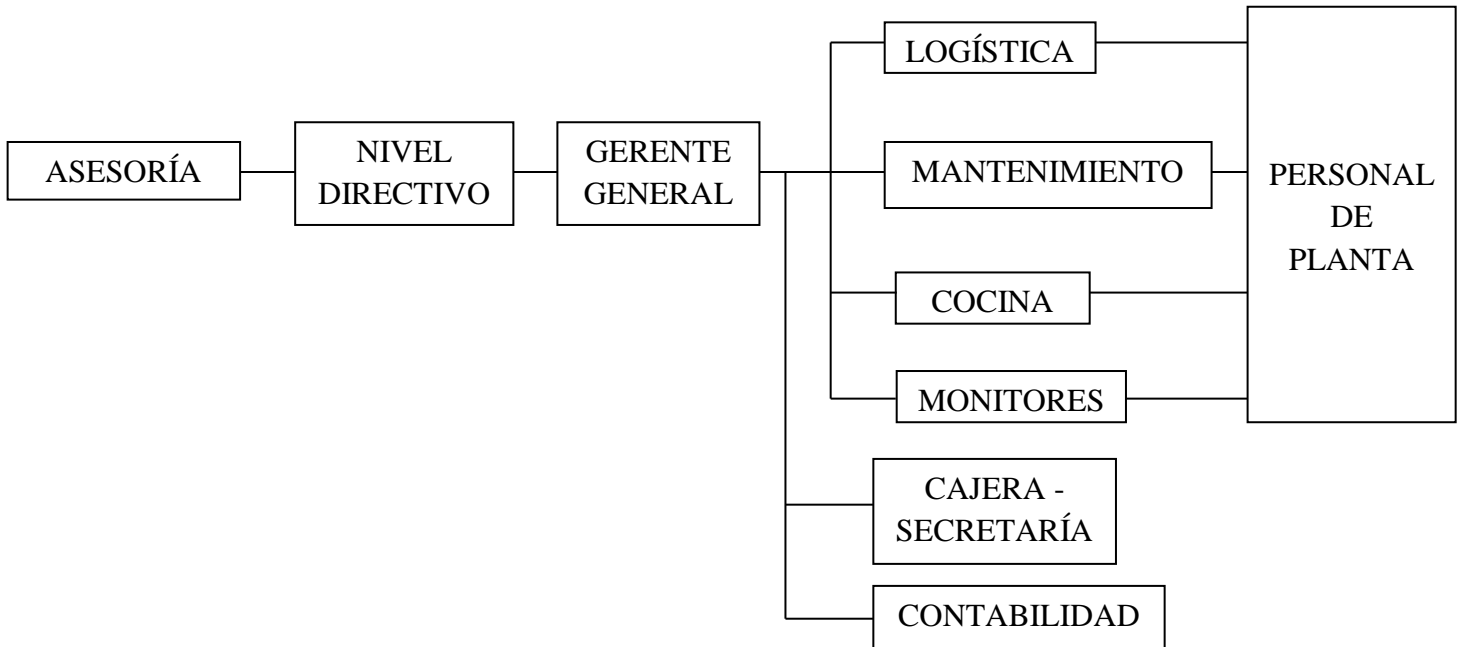 ASESORÍA
NIVEL
DIRECTIVO
GERENTE
GENERAL
LOGÍSTICA
MANTENIMIENTO
COCINA
MONITORES
PERSONAL
DE
PLANTA
CAJERA -
SECRETARÍA
CONTABILIDAD